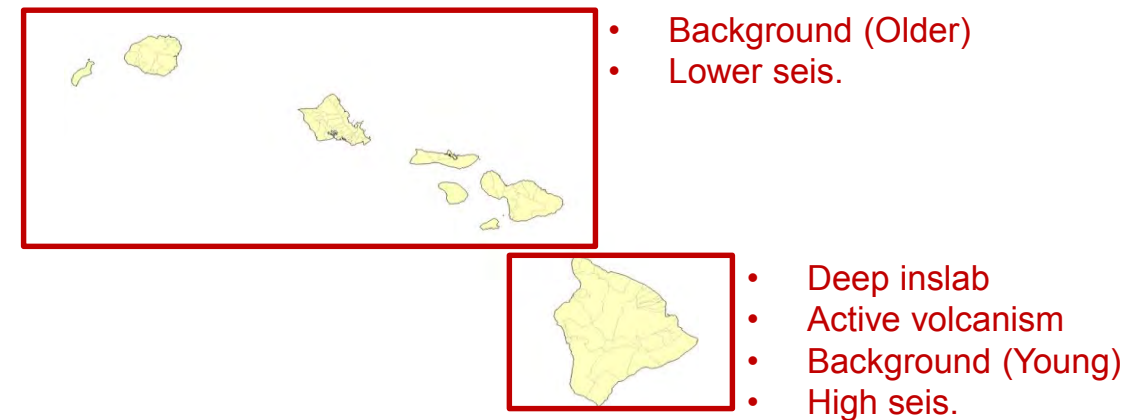 • Background (Older)
• Lower seis.
• Deep inslab
• Active volcanism
• Background (Young)
• High seis.